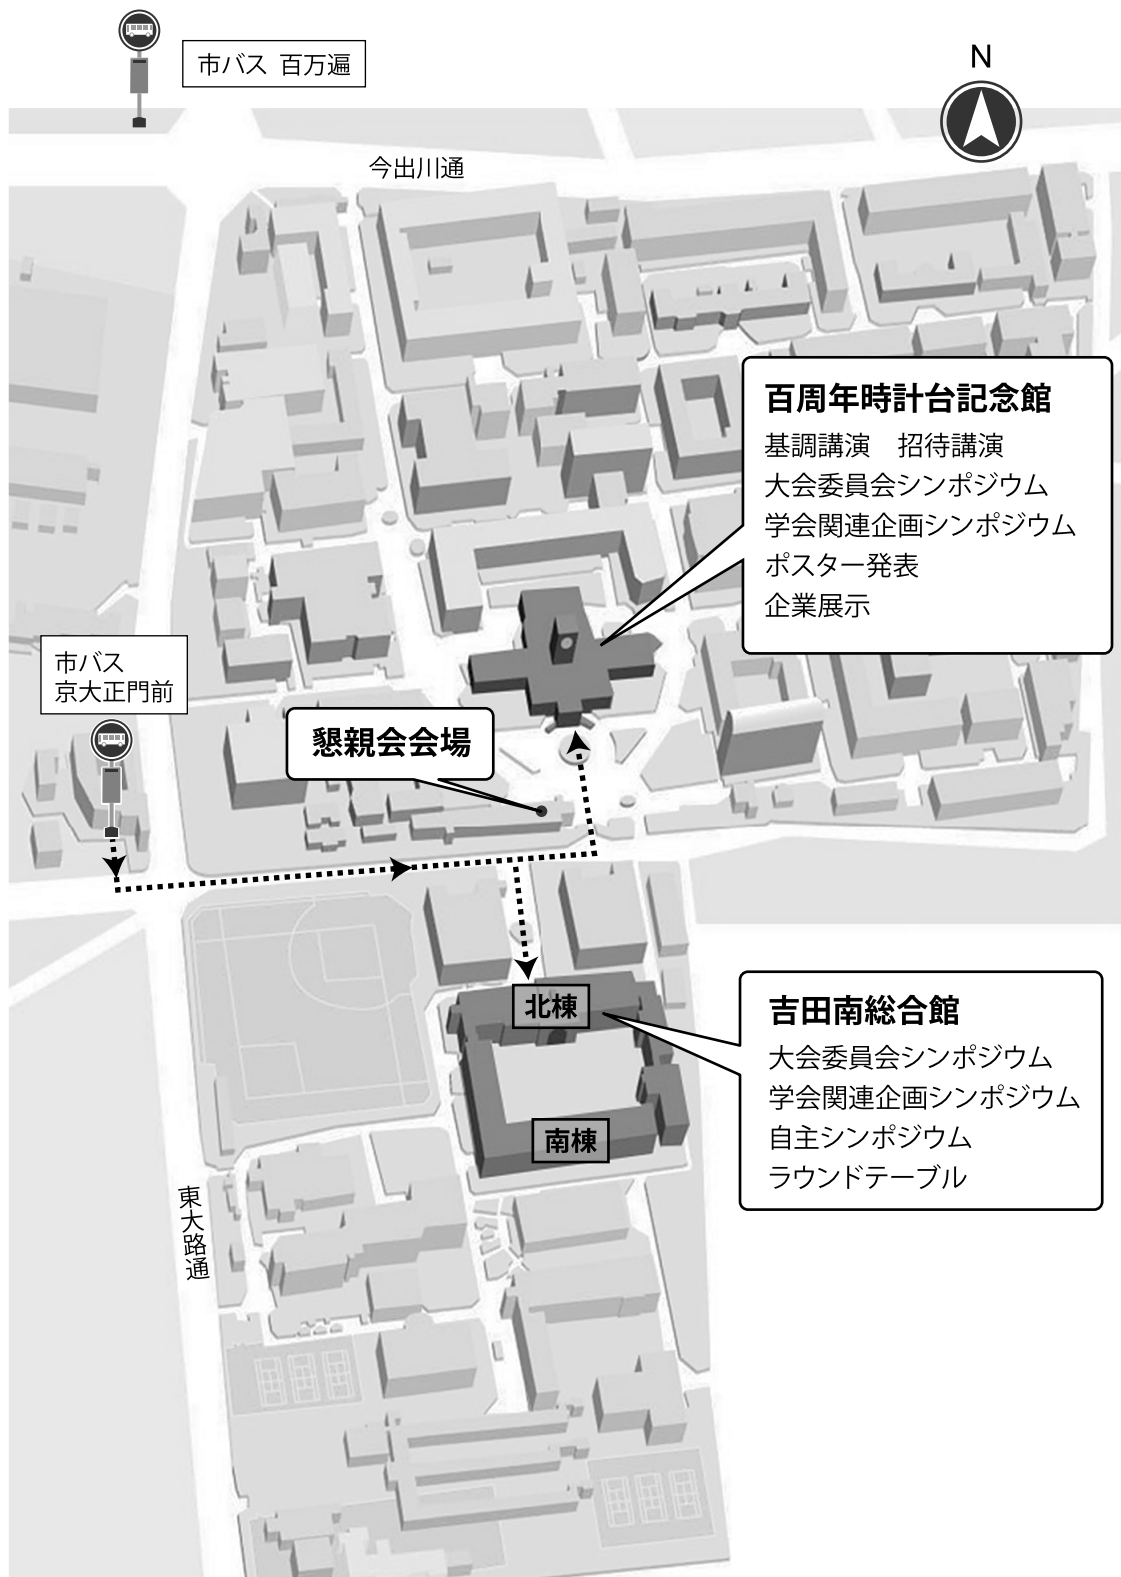 市バス 百万遍
N
今出川通
百周年時計台記念館
基調講演　招待講演
大会委員会シンポジウム
学会関連企画シンポジウム
ポスター発表
企業展示
市バス
京大正門前
懇親会会場
北棟
吉田南総合館
大会委員会シンポジウム
学会関連企画シンポジウム
自主シンポジウム
ラウンドテーブル
南棟
東大路通